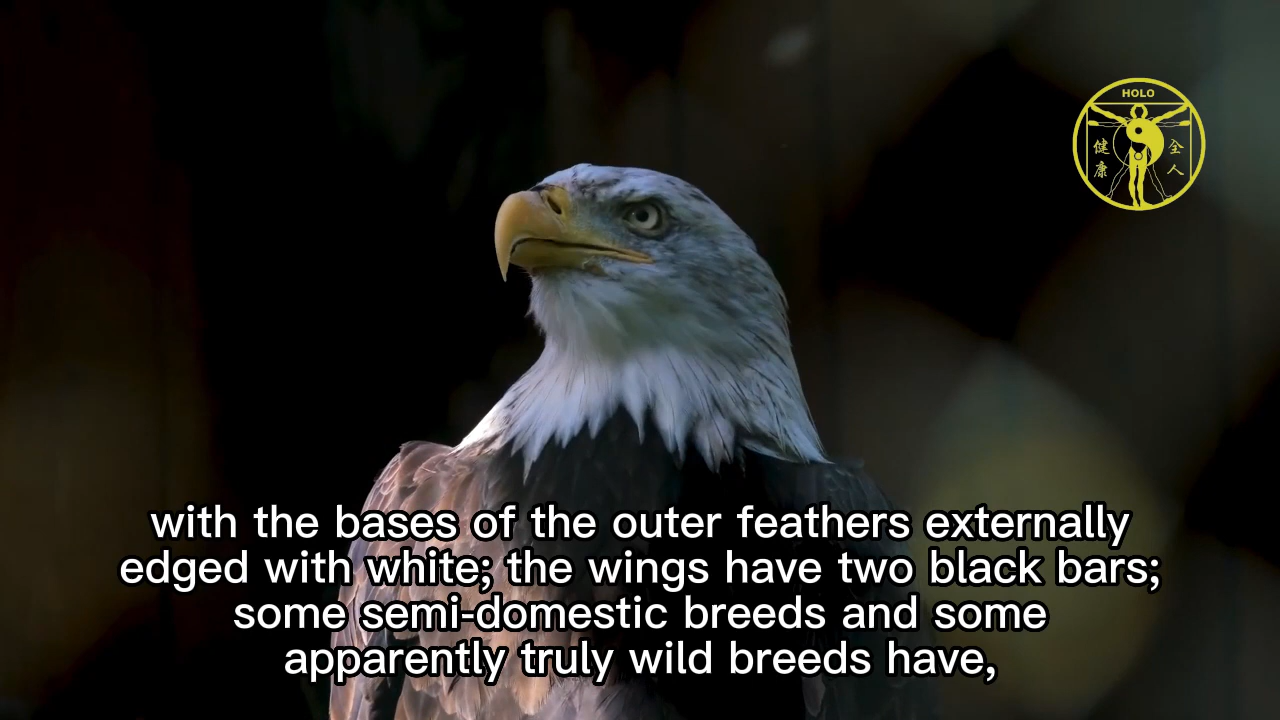 HOLO
健康
全人
with the bases of the outer feathers externally
edged with white; the wings have two black bars;
some semi-domestic breeds and some
apparently truly wild breeds have,